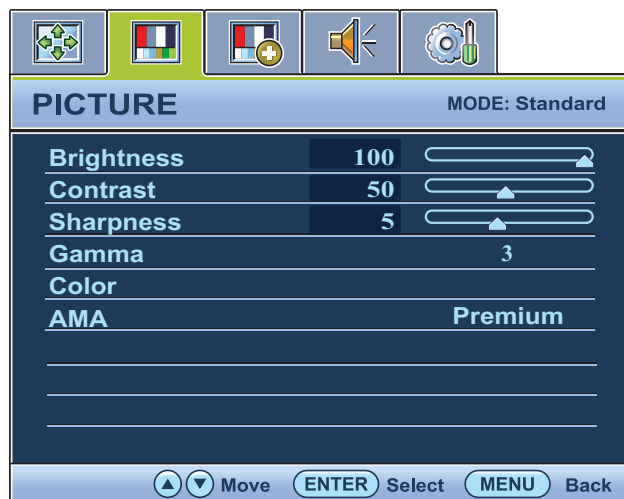 PICTURE MODE: Standard
Brightness 100
Contrast 50
Sharpness 5
Gamma 3
Color
AMA Premium
Move ENTER Select MENU Back